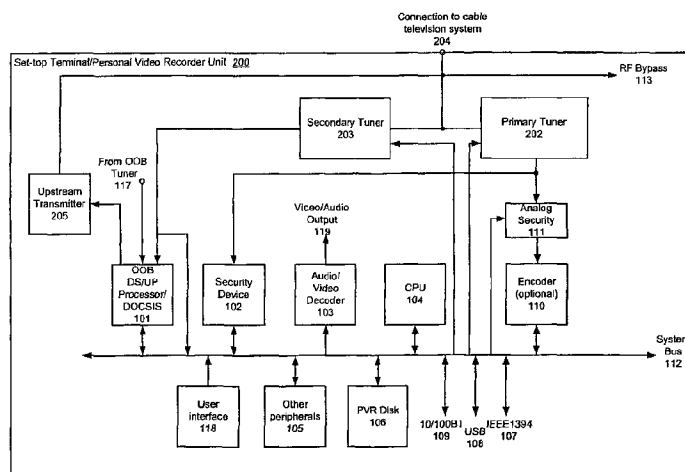 Connection to cable
television system
204
Set-top Terminal/Personal Video Recorder Unit 200
RF Bypass
113
Secondary Tuner
203
Primary Tuner
202
From OOB
Tuner
117
Upstream
Transmitter
205
Video/Audio
Output
119
Analog
Security
111
OOB
DS/UP
Processor/
DOCSIS
101
Security
Device
102
Audio/
Video
Decoder
103
CPU
104
Encoder
(optional)
110
System
Bus
112
User
interface
118
Other
peripherals
105
PVR Disk
106
10/100BT
109
USB
108
IEEE1394
107